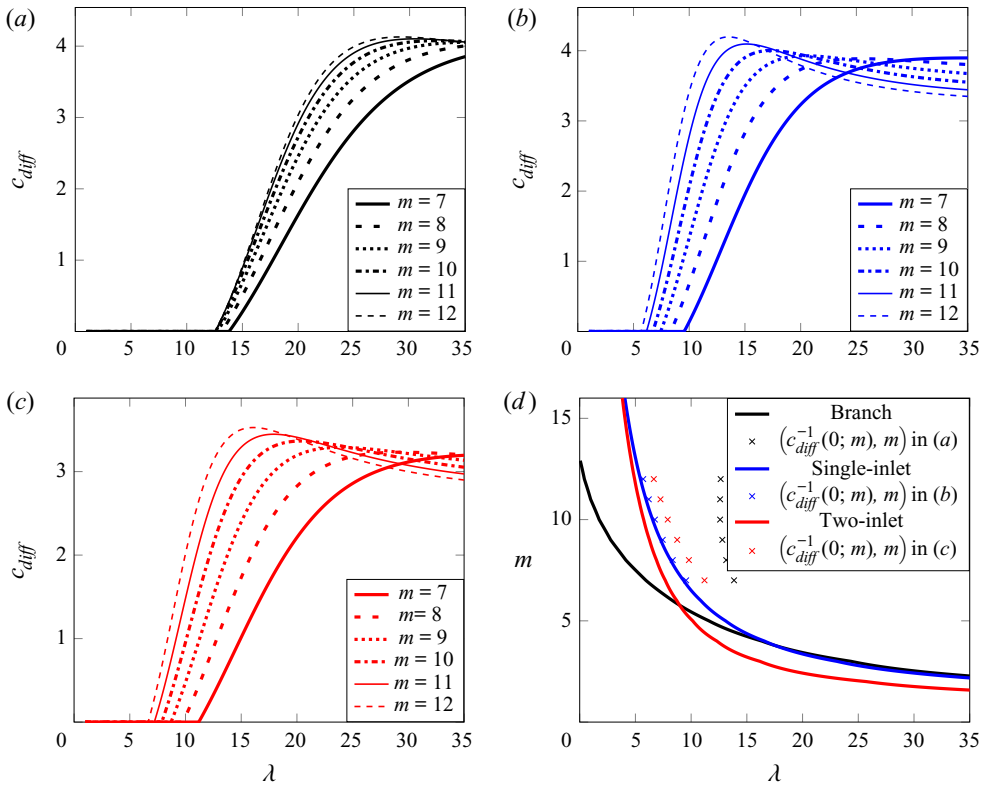 (a)
4
3
2
1
c_diff
m = 7
m = 8
m = 9
m = 10
m = 11
m = 12
0 5 10 15 20 25 30 35
(b)
4
3
2
1
c_diff
m = 7
m = 8
m = 9
m = 10
m = 11
m = 12
0 5 10 15 20 25 30 35
(c)
3
2
1
c_diff
m = 7
m= 8
m = 9
m = 10
m = 11
m = 12
0 5 10 15 20 25 30 35
λ
(d)
15
10
5
m
Branch
(c_diff^-1 (0; m), m) in (a)
Single-inlet
(c_diff^-1 (0; m), m) in (b)
Two-inlet
(c_diff^-1 (0; m), m) in (c)
0 5 10 15 20 25 30 35
λ